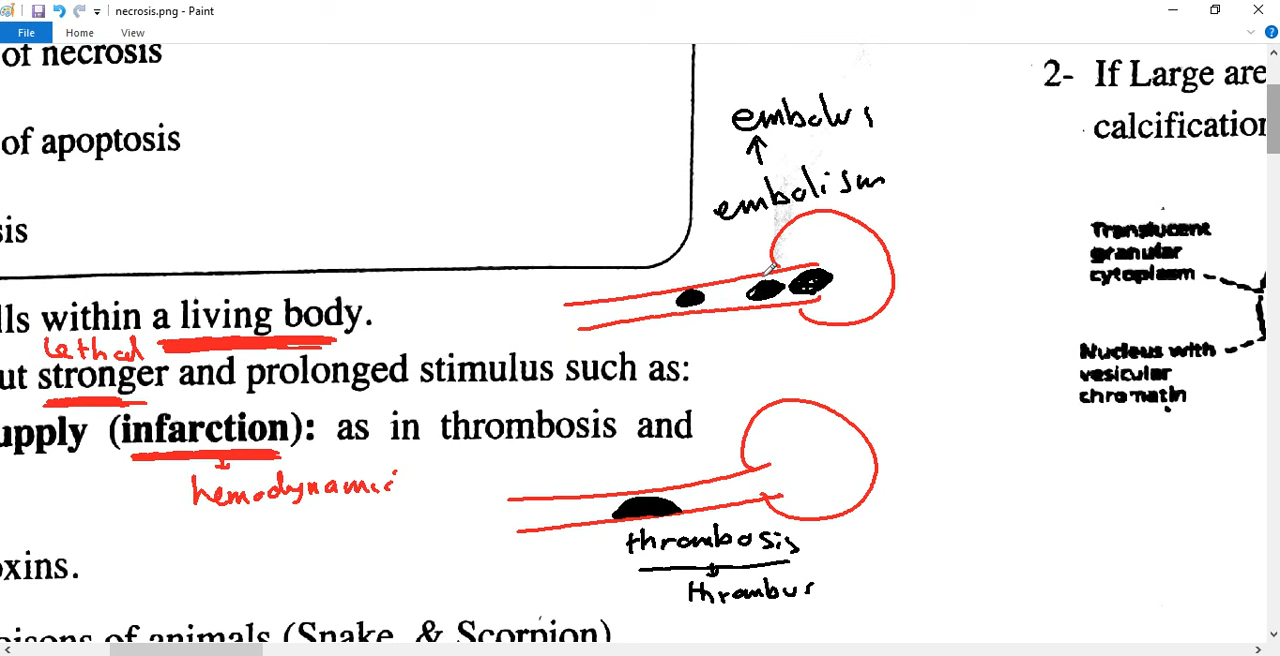 necrosis.png - Paint
File Home View
of necrosis
of apoptosis
sis
lls within a living body.
lethal
ut stronger and prolonged stimulus such as:
upply (infarction): as in thrombosis and
hemodynamic
oxins.
oisons of animals (Snake & Scorpion)
embolus
embolism
thrombosis
thrombus
2- If Large are
calcification
Translucent
granular
cytoplasm
Nucleus with
vesicular
chromatin